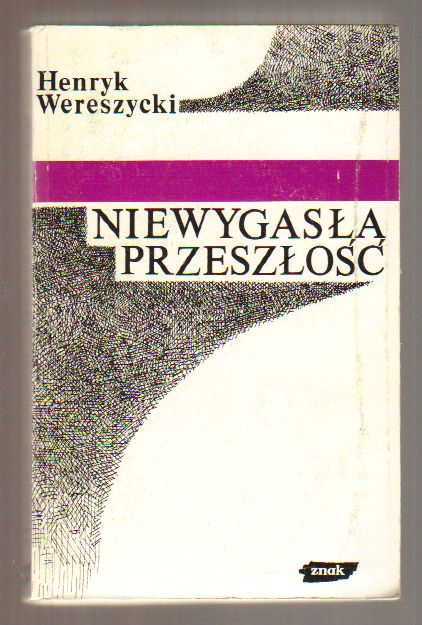 Henryk
Wereszycki
NIEWYGASŁA
PRZESZŁOŚĆ
znak